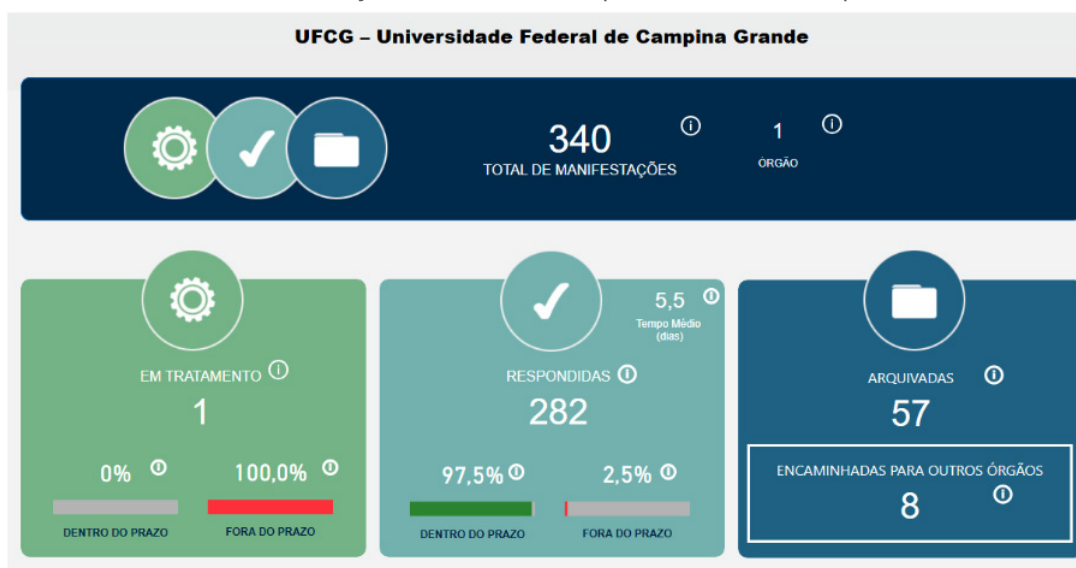 UFCG – Universidade Federal de Campina Grande
340
TOTAL DE MANIFESTAÇÕES
1
ÓRGÃO
EM TRATAMENTO
1
0%
100,0%
DENTRO DO PRAZO
FORA DO PRAZO
5,5
Tempo Médio
(dias)
RESPONDIDAS
282
97,5%
2,5%
DENTRO DO PRAZO
FORA DO PRAZO
ARQUIVADAS
57
ENCAMINHADAS PARA OUTROS ÓRGÃOS
8